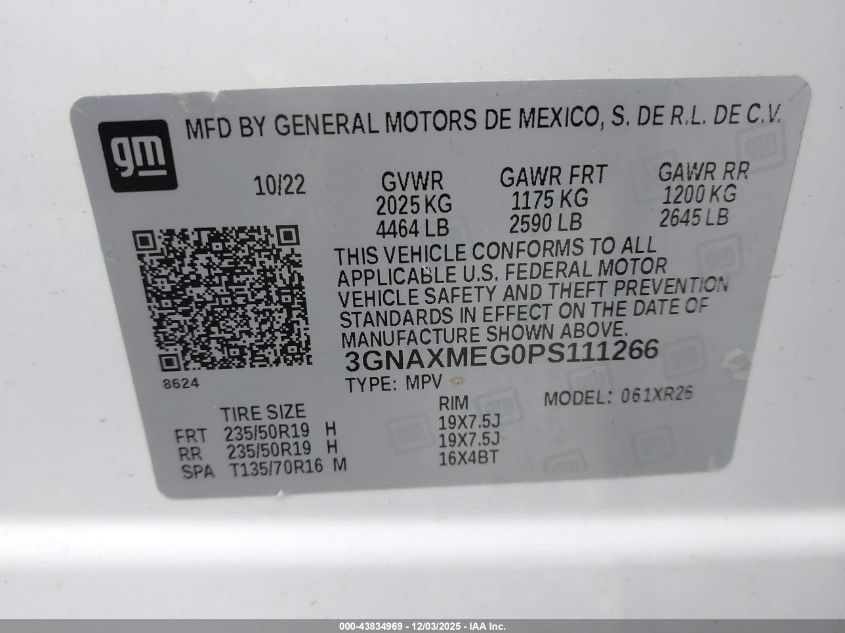 gm
MFD BY GENERAL MOTORS DE MEXICO, S. DE R.L. DE C.V.
10/22 GVWR GAWR FRT GAWR RR
2025 KG 1175 KG 1200 KG
4464 LB 2590 LB 2645 LB
THIS VEHICLE CONFORMS TO ALL
APPLICABLE U.S. FEDERAL MOTOR
VEHICLE SAFETY AND THEFT PREVENTION
STANDARDS IN EFFECT ON THE DATE OF
MANUFACTURE SHOWN ABOVE.
3GNAXMEG0PS111266
8624
TYPE: MPV MODEL: 061XR26
TIRE SIZE RIM
FRT 235/50R19 H 19X7.5J
RR 235/50R19 H 19X7.5J
SPA T135/70R16 M 16X4BT
000-43834969 - 12/03/2025 - IAA Inc.